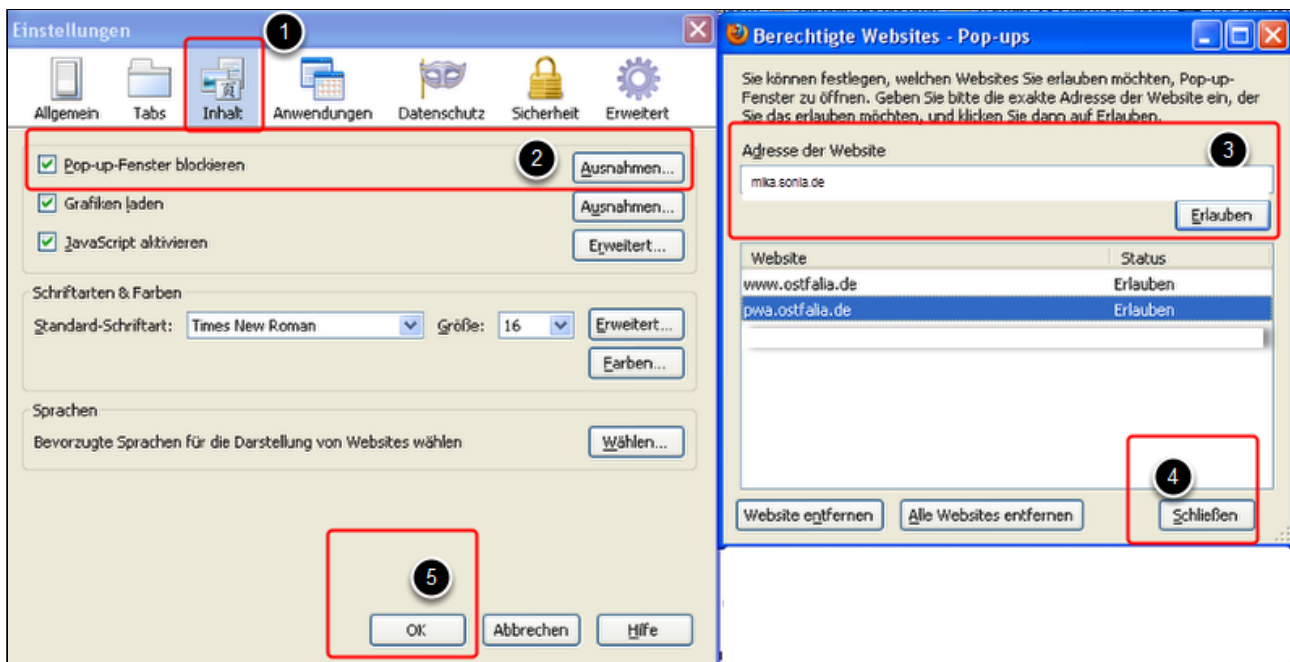 Einstellungen
1
Allgemein Tabs Inhalt Anwendungen Datenschutz Sicherheit Erweitert
Pop-up-Fenster blockieren 2 Ausnahmen...
Grafiken laden Ausnahmen...
JavaScript aktivieren Erweitert...
Schriftarten & Farben
Standard-Schriftart: Times New Roman Größe: 16 Erweitert...
Farben...
Sprachen
Bevorzugte Sprachen für die Darstellung von Websites wählen Wählen...
5
OK Abbrechen Hilfe
Berechtigte Websites - Pop-ups
Sie können festlegen, welchen Websites Sie erlauben möchten, Pop-up-
Fenster zu öffnen. Geben Sie bitte die exakte Adresse der Website ein, der
Sie das erlauben möchten, und klicken Sie dann auf Erlauben.
Adresse der Website 3
mika.sonia.de
Erlauben
Website Status
www.ostfalia.de Erlauben
pwa.ostfalia.de Erlauben
4
Website entfernen Alle Websites entfernen Schließen